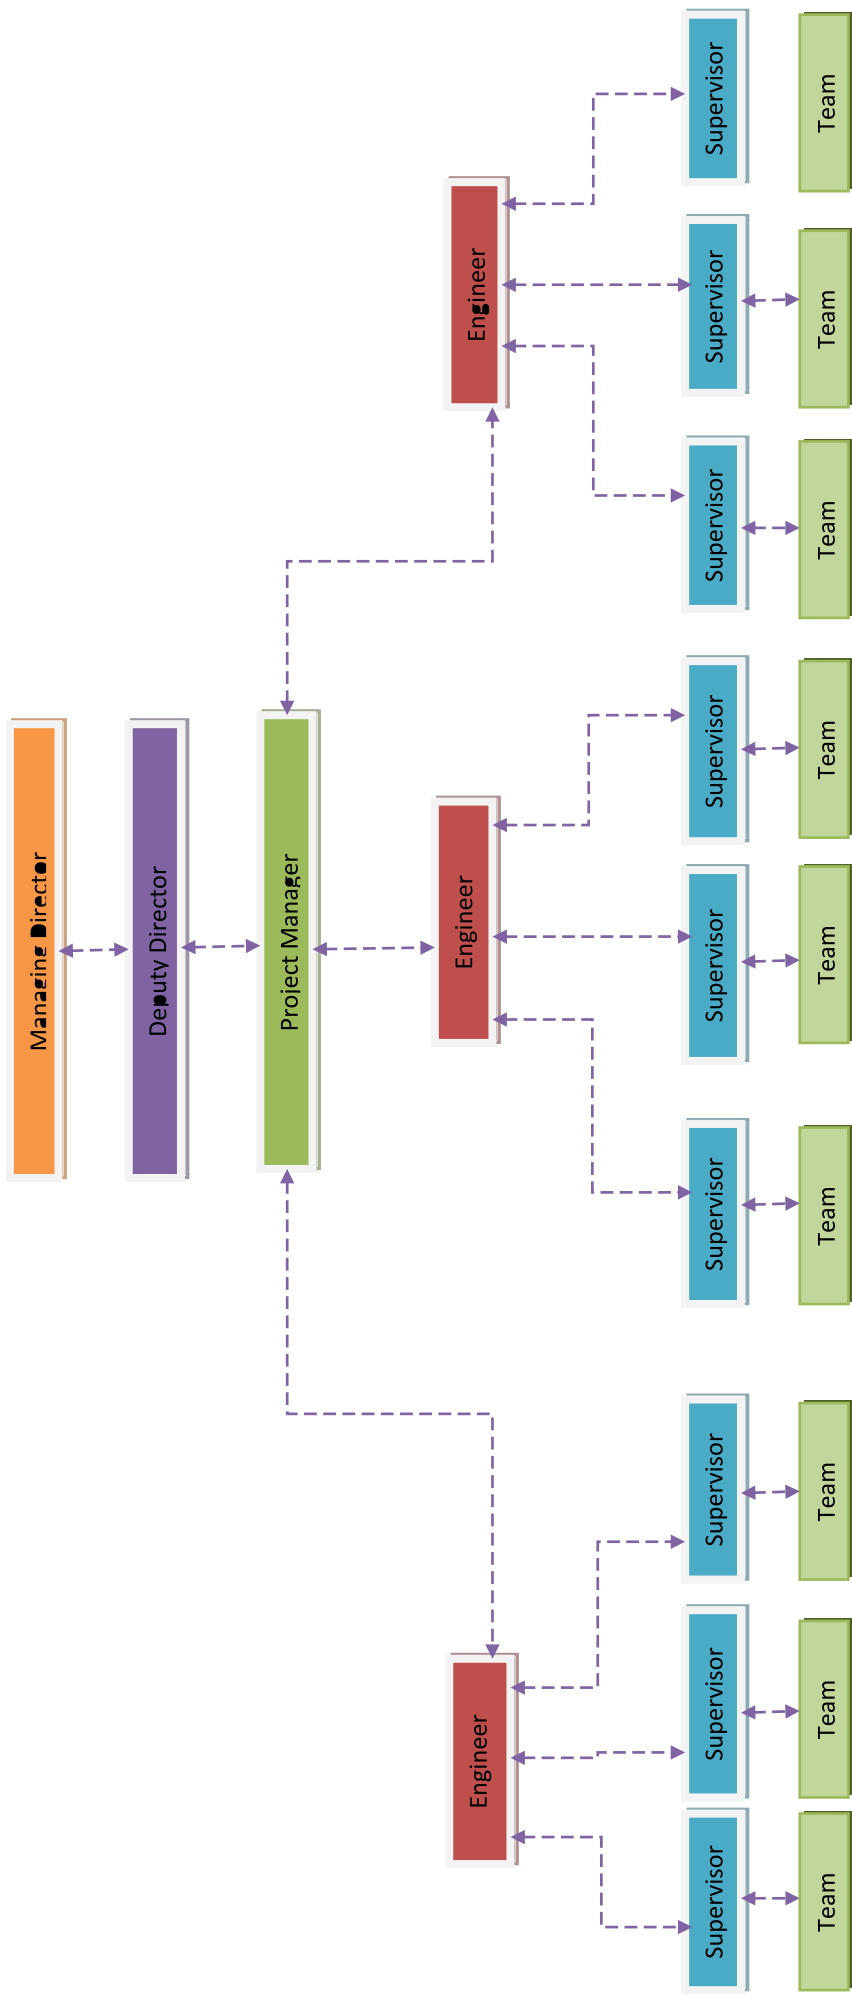 Managing Director
Deputy Director
Project Manager
Engineer
Engineer
Engineer
Supervisor
Supervisor
Supervisor
Supervisor
Supervisor
Supervisor
Supervisor
Supervisor
Supervisor
Team
Team
Team
Team
Team
Team
Team
Team
Team